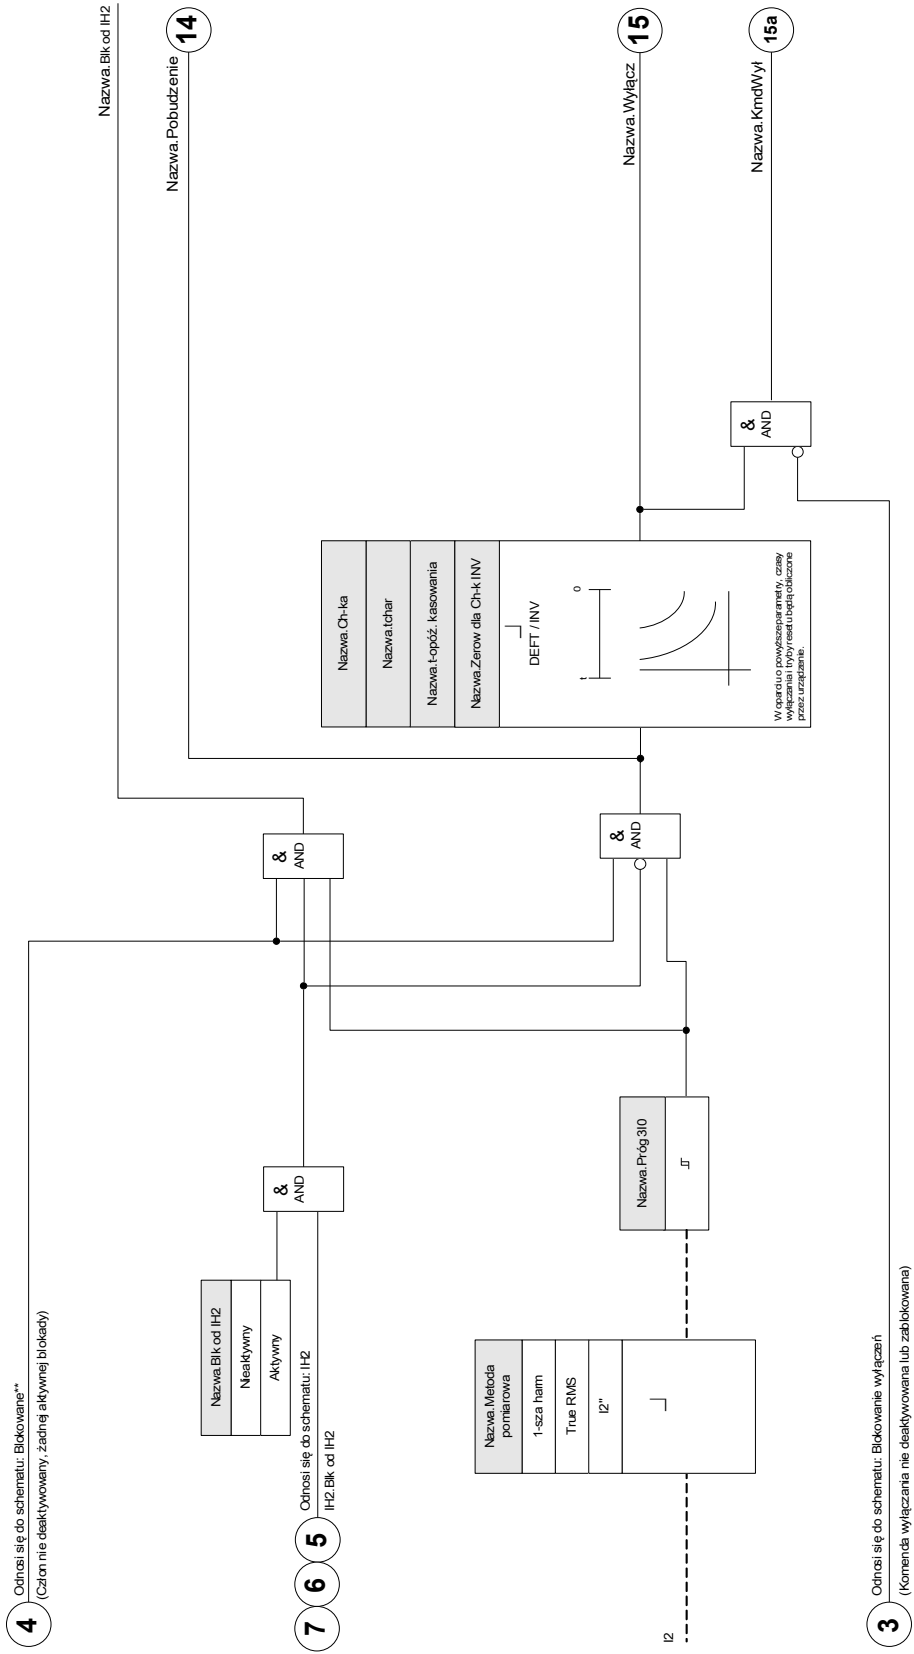 4
Odnosi się do schematu: Blokowane**
(Człon nie deaktywowany, żadnej aktywnej blokady)
Nazwa.Blk od IH2
Nieaktywny
Aktywny
7
6
5
Odnosi się do schematu: IH2
IH2.Blk od IH2
&
AND
&
AND
Nazwa.Blk od IH2
Nazwa.Pobudzenie
14
I2
Nazwa.Metoda
pomiarowa
1-sza harm
True RMS
I2"
Nazwa.Próg 3I0
&
AND
Nazwa.Ch-ka
Nazwa.tchar
Nazwa.t-opóź. kasowania
Nazwa.Zerow dla Ch-k INV
DEFT / INV
t
0
W oparciu o powyższe parametry, czasy
wyłączania i tryby resetu będą obliczone
przez urządzenie.
Nazwa.Wyłącz
15
&
AND
Nazwa.KmdWył
15a
3
Odnosi się do schematu: Blokowanie wyłączeń
(Komenda wyłączania nie deaktywowana lub zablokowana)